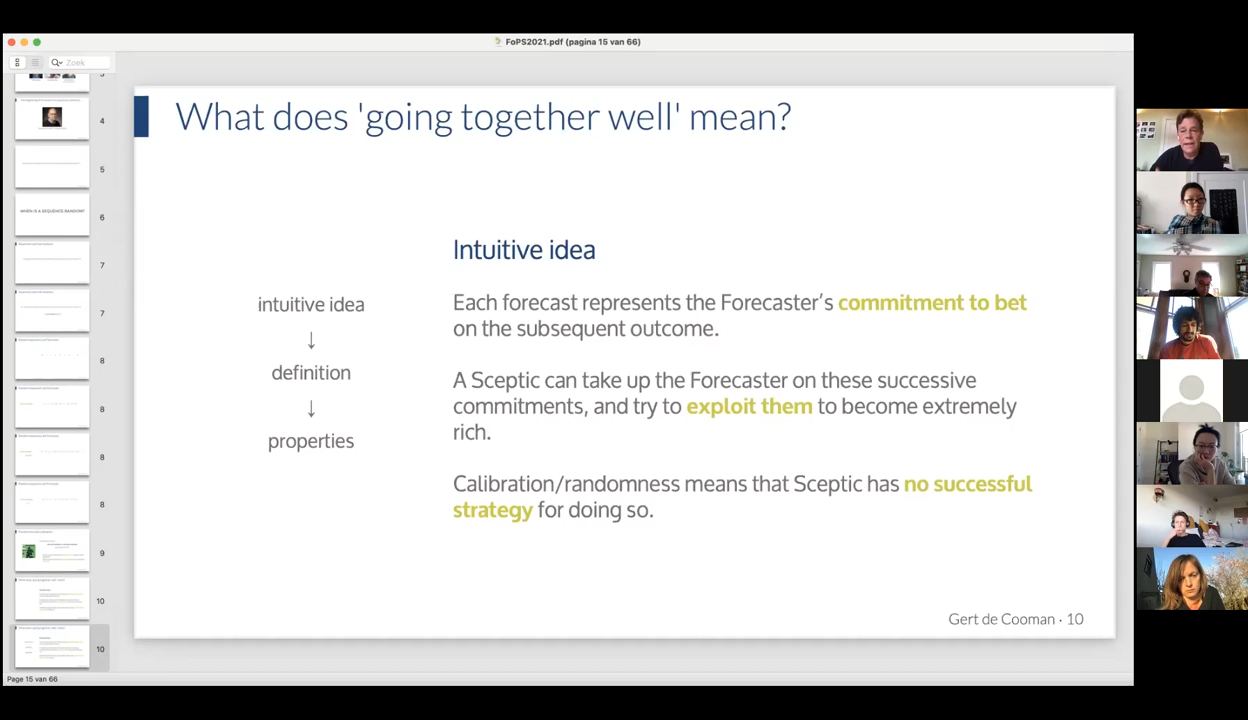 FoPS2021.pdf (pagina 15 van 66)
Zoek
3
4
5
WHEN IS A SEQUENCE RANDOM?
6
7
7
8
8
8
8
9
10
10
Page 15 van 66
What does 'going together well' mean?
intuitive idea
↓
definition
↓
properties
Intuitive idea
Each forecast represents the Forecaster's commitment to bet
on the subsequent outcome.
A Sceptic can take up the Forecaster on these successive
commitments, and try to exploit them to become extremely
rich.
Calibration/randomness means that Sceptic has no successful
strategy for doing so.
Gert de Cooman · 10